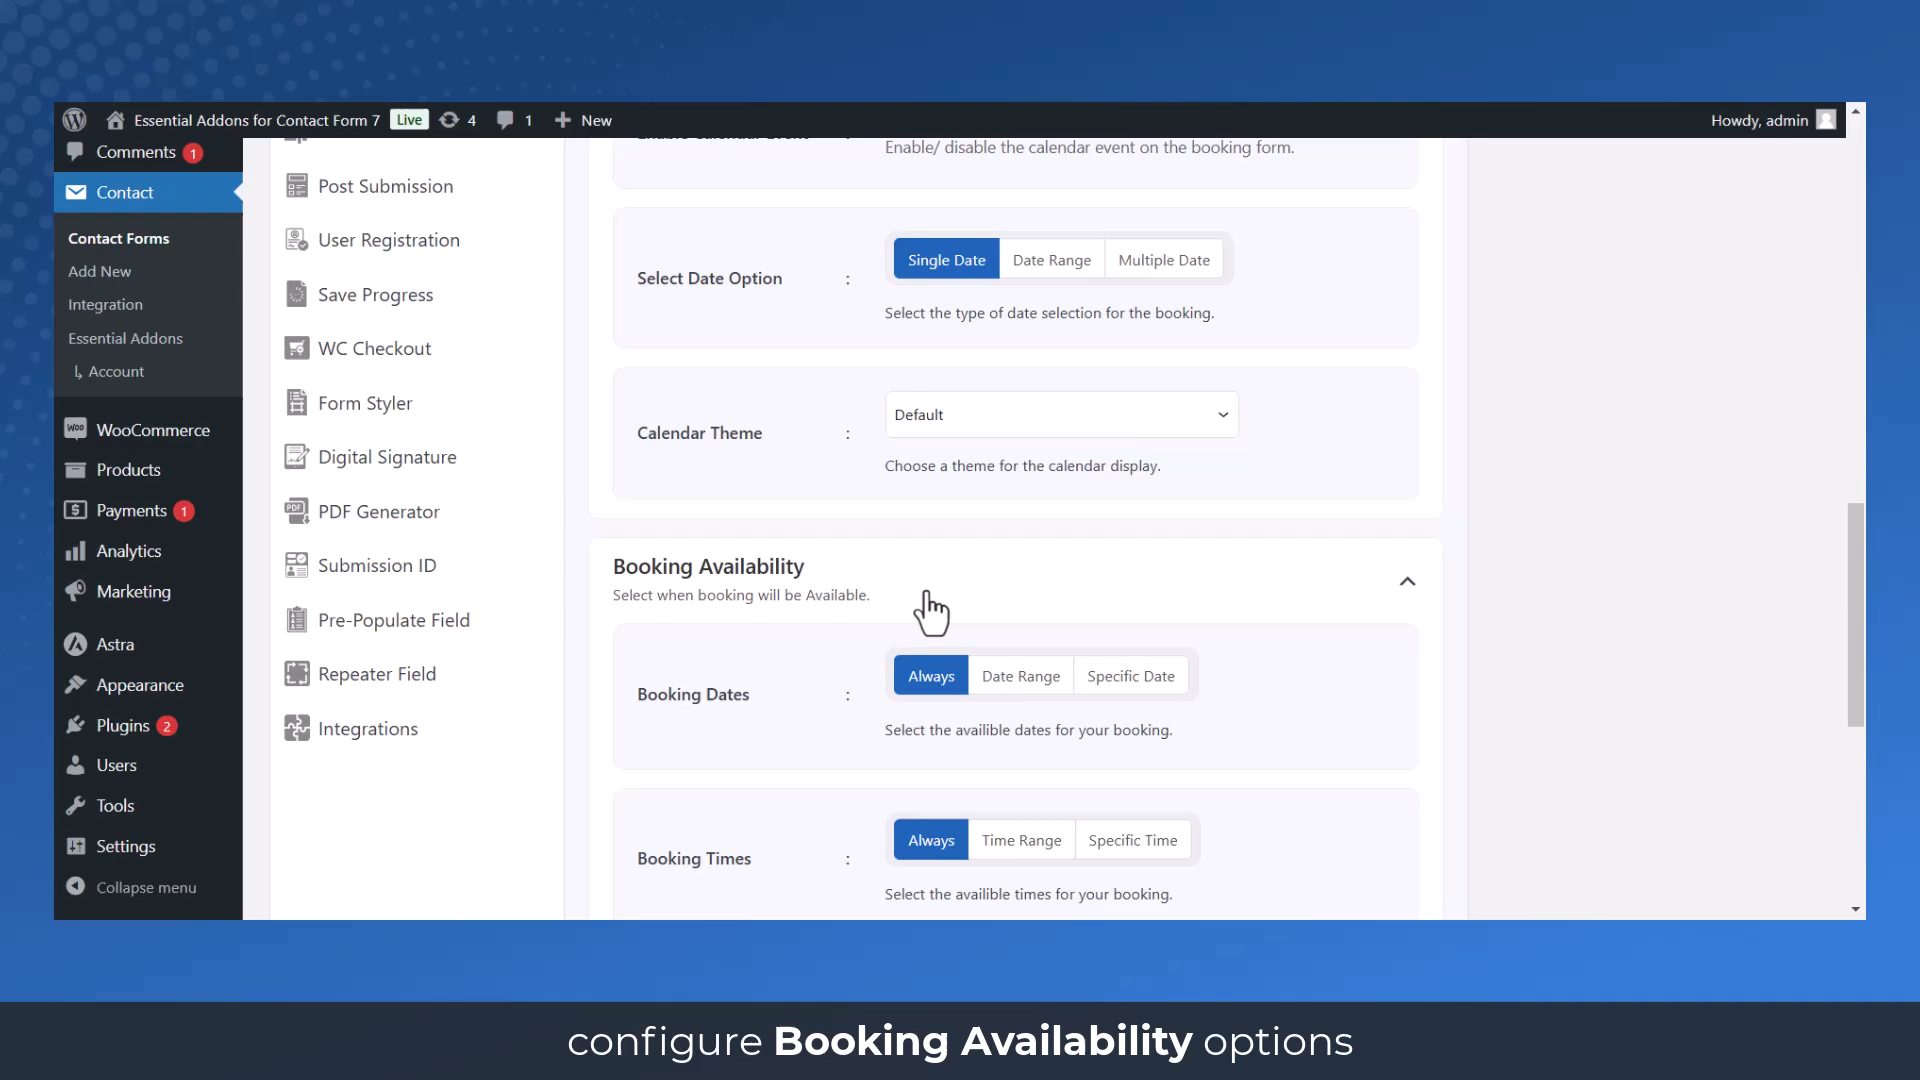 Essential Addons for Contact Form 7 Live 4 1 New Howdy, admin
Comments 1
Contact
Contact Forms
Add New
Integration
Essential Addons
Account
WooCommerce
Products
Payments 1
Analytics
Marketing
Astra
Appearance
Plugins 2
Users
Tools
Settings
Collapse menu
Post Submission
User Registration
Save Progress
WC Checkout
Form Styler
Digital Signature
PDF Generator
Submission ID
Pre-Populate Field
Repeater Field
Integrations
Enable Calendar Event :
Enable/ disable the calendar event on the booking form.
Select Date Option : Single Date Date Range Multiple Date
Select the type of date selection for the booking.
Calendar Theme : Default
Choose a theme for the calendar display.
Booking Availability
Select when booking will be Available.
Booking Dates : Always Date Range Specific Date
Select the availible dates for your booking.
Booking Times : Always Time Range Specific Time
Select the availible times for your booking.
configure Booking Availability options